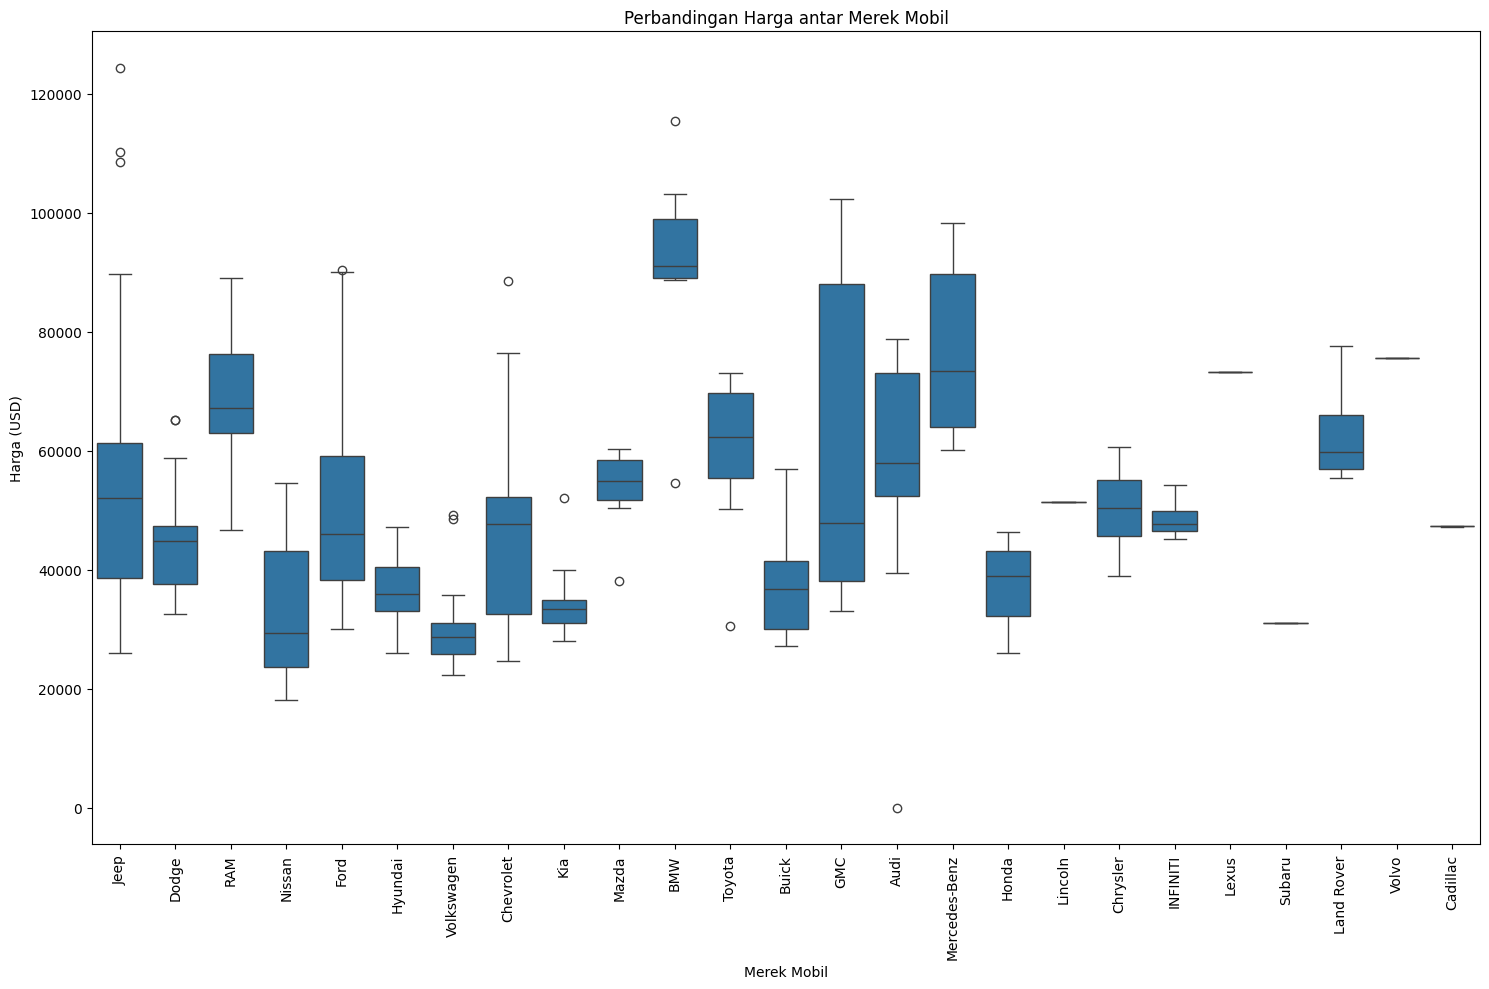 Perbandingan Harga antar Merek Mobil
Harga (USD)
120000
100000
80000
60000
40000
20000
0
Jeep
Dodge
RAM
Nissan
Ford
Hyundai
Volkswagen
Chevrolet
Kia
Mazda
BMW
Toyota
Buick
GMC
Audi
Mercedes-Benz
Honda
Lincoln
Chrysler
INFINITI
Lexus
Subaru
Land Rover
Volvo
Cadillac
Merek Mobil